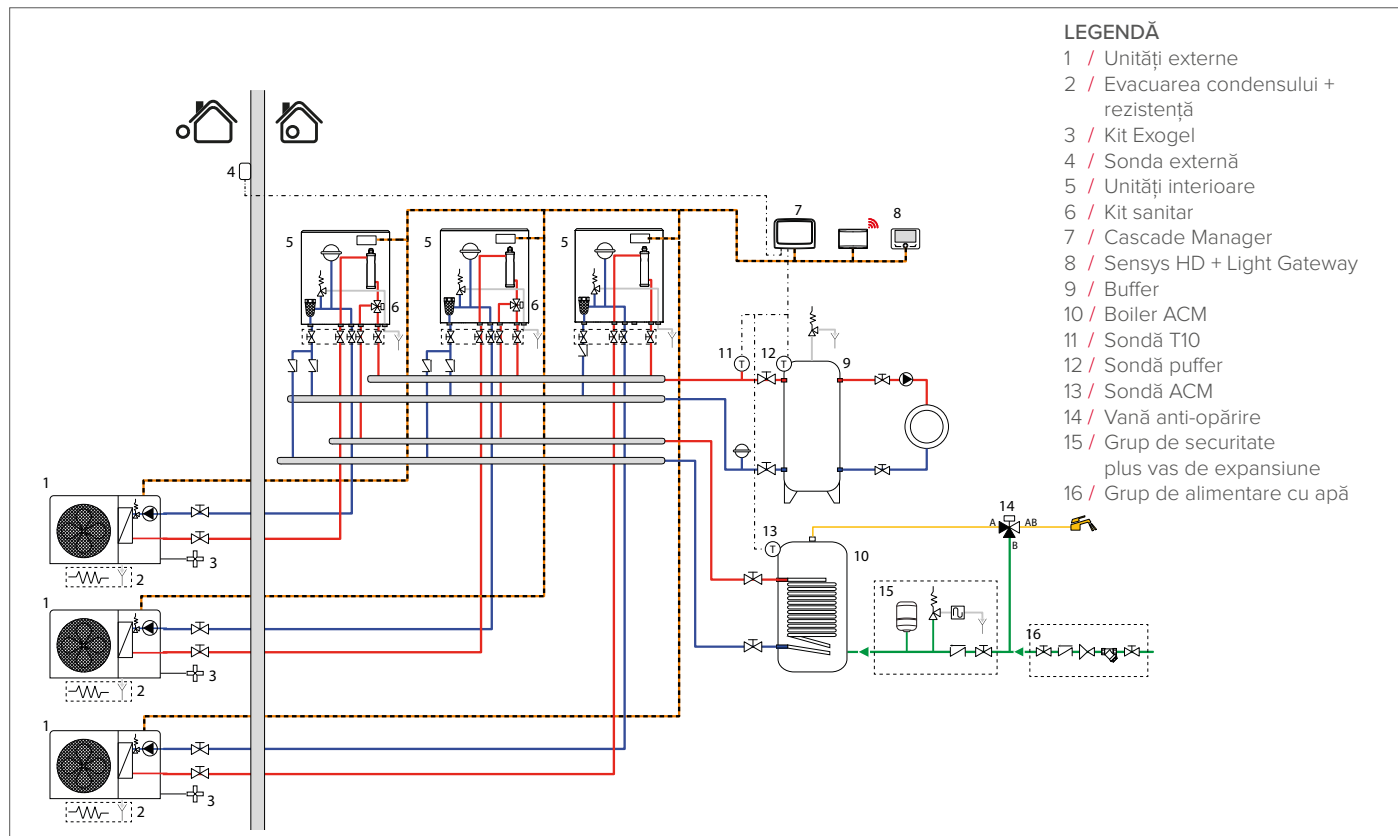 LEGENDĂ
1 / Unități externe
2 / Evacuarea condensului +
rezistență
3 / Kit Exogel
4 / Sonda externă
5 / Unități interioare
6 / Kit sanitar
7 / Cascade Manager
8 / Sensys HD + Light Gateway
9 / Buffer
10 / Boiler ACM
11 / Sondă T10
12 / Sondă puffer
13 / Sondă ACM
14 / Vană anti-opărire
15 / Grup de securitate
plus vas de expansiune
16 / Grup de alimentare cu apă
4
5
5
5
7
8
6
6
11
T
12
T
9
1
3
2
1
3
2
1
3
2
13
T
10
14
A
AB
B
15
16